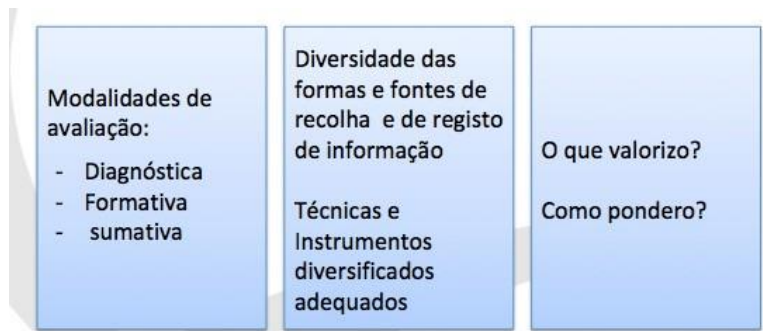 Modalidades de
avaliação:
- Diagnóstica
- Formativa
- sumativa
Diversidade das
formas e fontes de
recolha e de registo
de informação
Técnicas e
Instrumentos
diversificados
adequados
O que valorizo?
Como pondero?